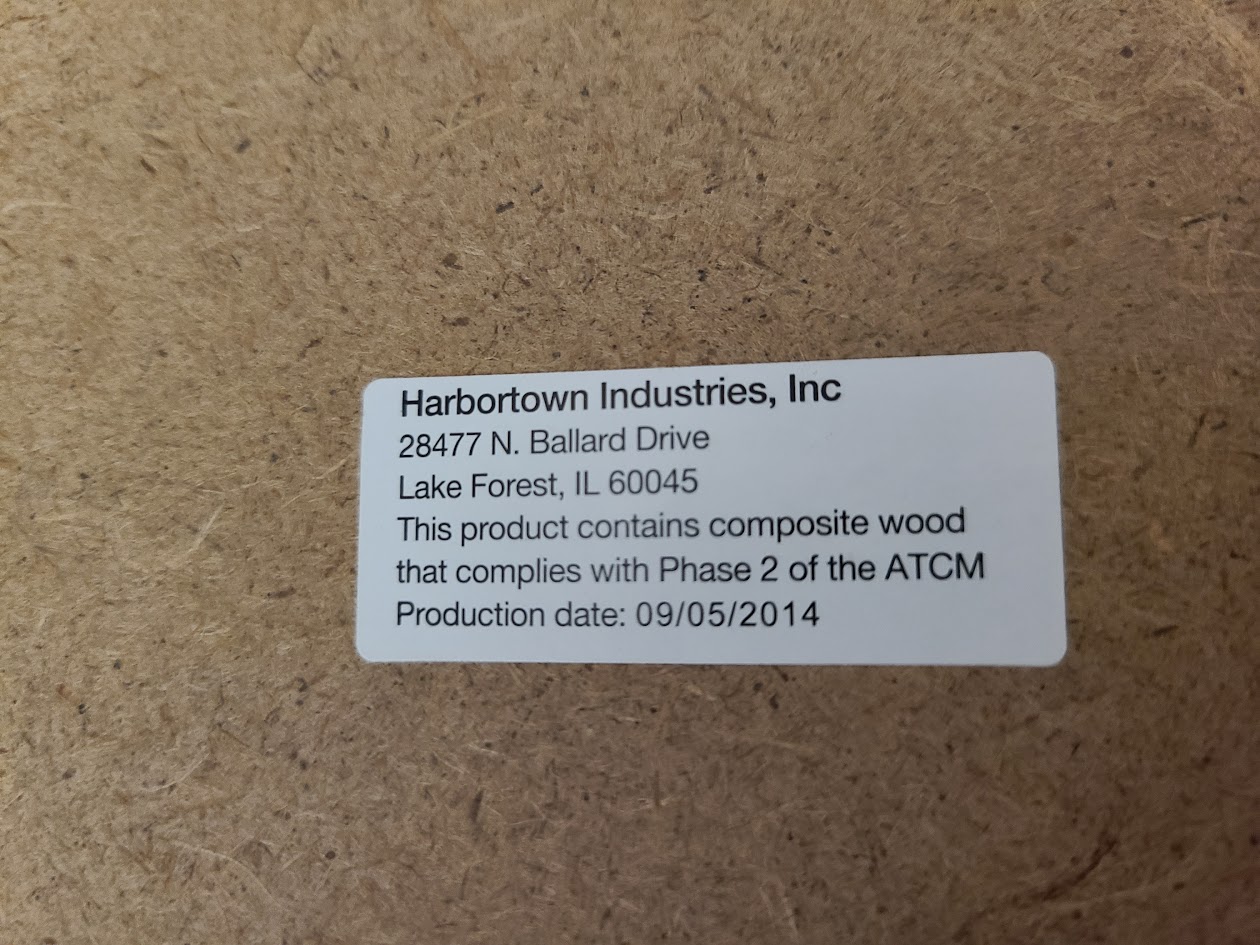 Harbortown Industries, Inc
28477 N. Ballard Drive
Lake Forest, IL 60045
This product contains composite wood
that complies with Phase 2 of the ATCM
Production date: 09/05/2014